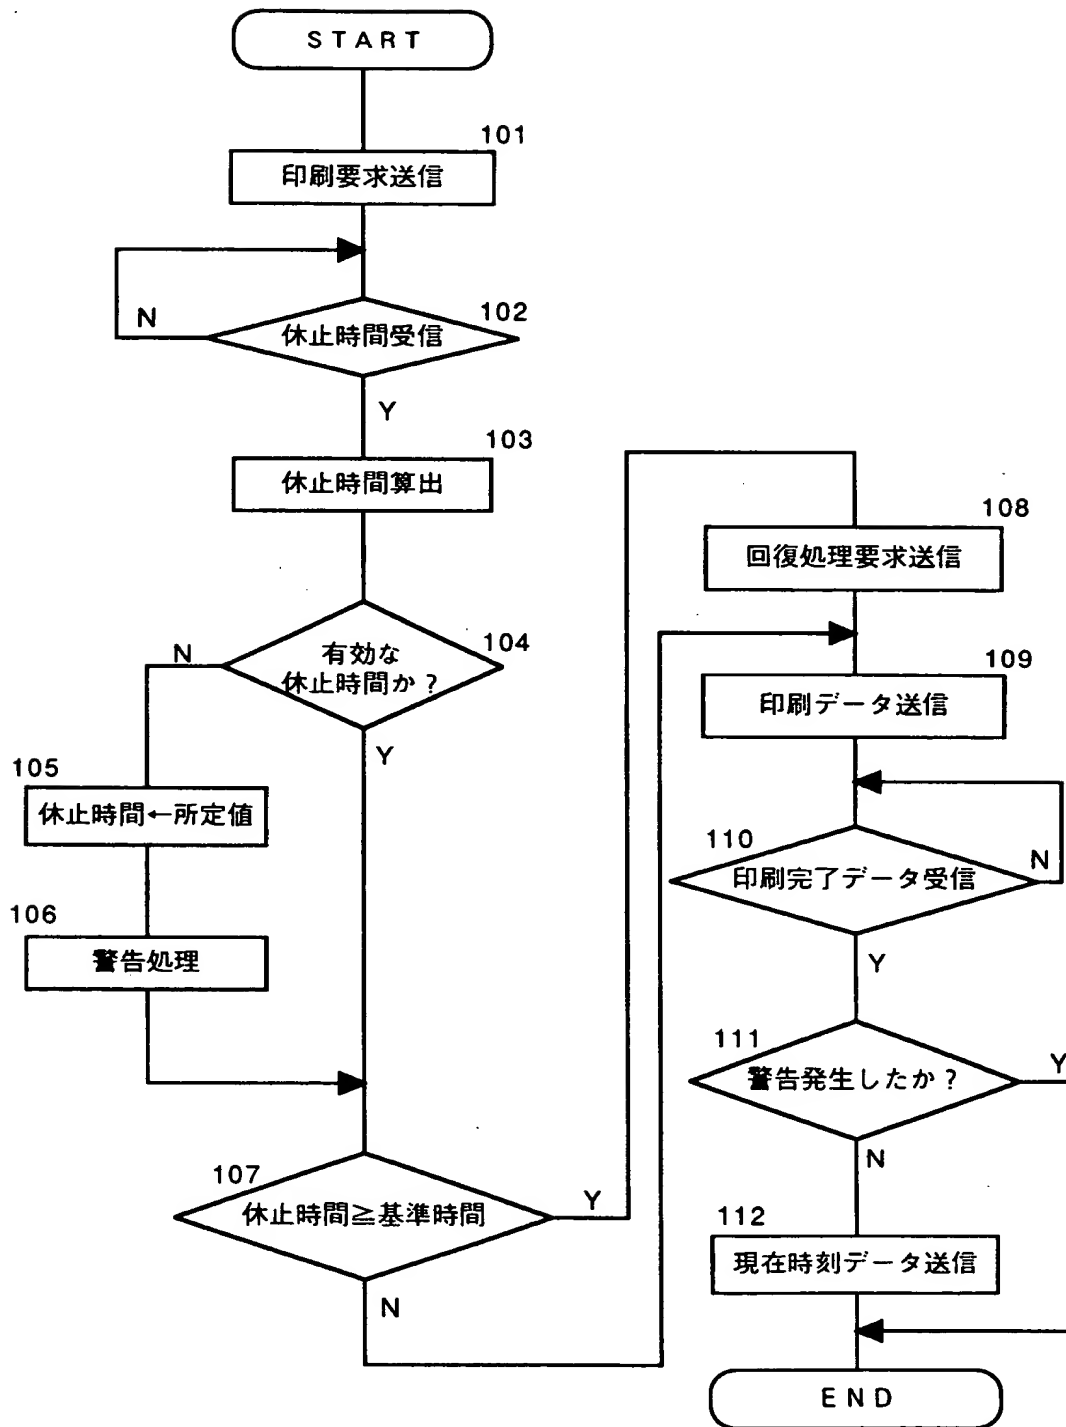 START
101
印刷要求送信
N
102
休止時間受信
Y
103
休止時間算出
104
有効な
休止時間か？
N
Y
105
休止時間←所定値
106
警告処理
107
休止時間≧基準時間
Y
N
108
回復処理要求送信
109
印刷データ送信
110
印刷完了データ受信
N
Y
111
警告発生したか？
Y
N
112
現在時刻データ送信
END